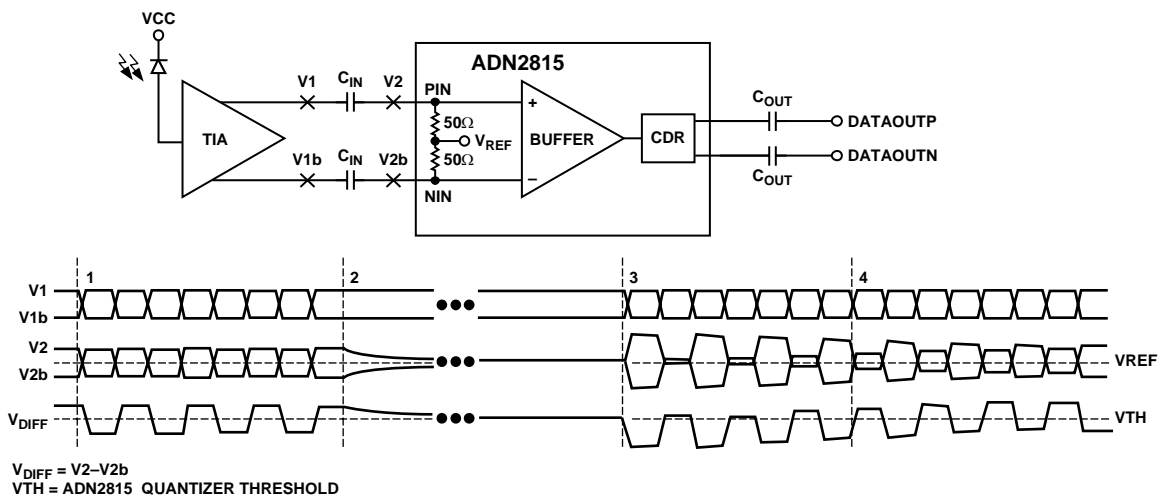 VCC
ADN2815
V1
C_IN
V2
PIN
C_OUT
TIA
50Ω
V_REF
BUFFER
CDR
DATAOUTP
+
−
50Ω
V1b
C_IN
V2b
NIN
DATAOUTN
C_OUT
1
2
3
4
V1
V1b
V2
V2b
VREF
V_DIFF
VTH
V_DIFF = V2–V2b
VTH = ADN2815 QUANTIZER THRESHOLD